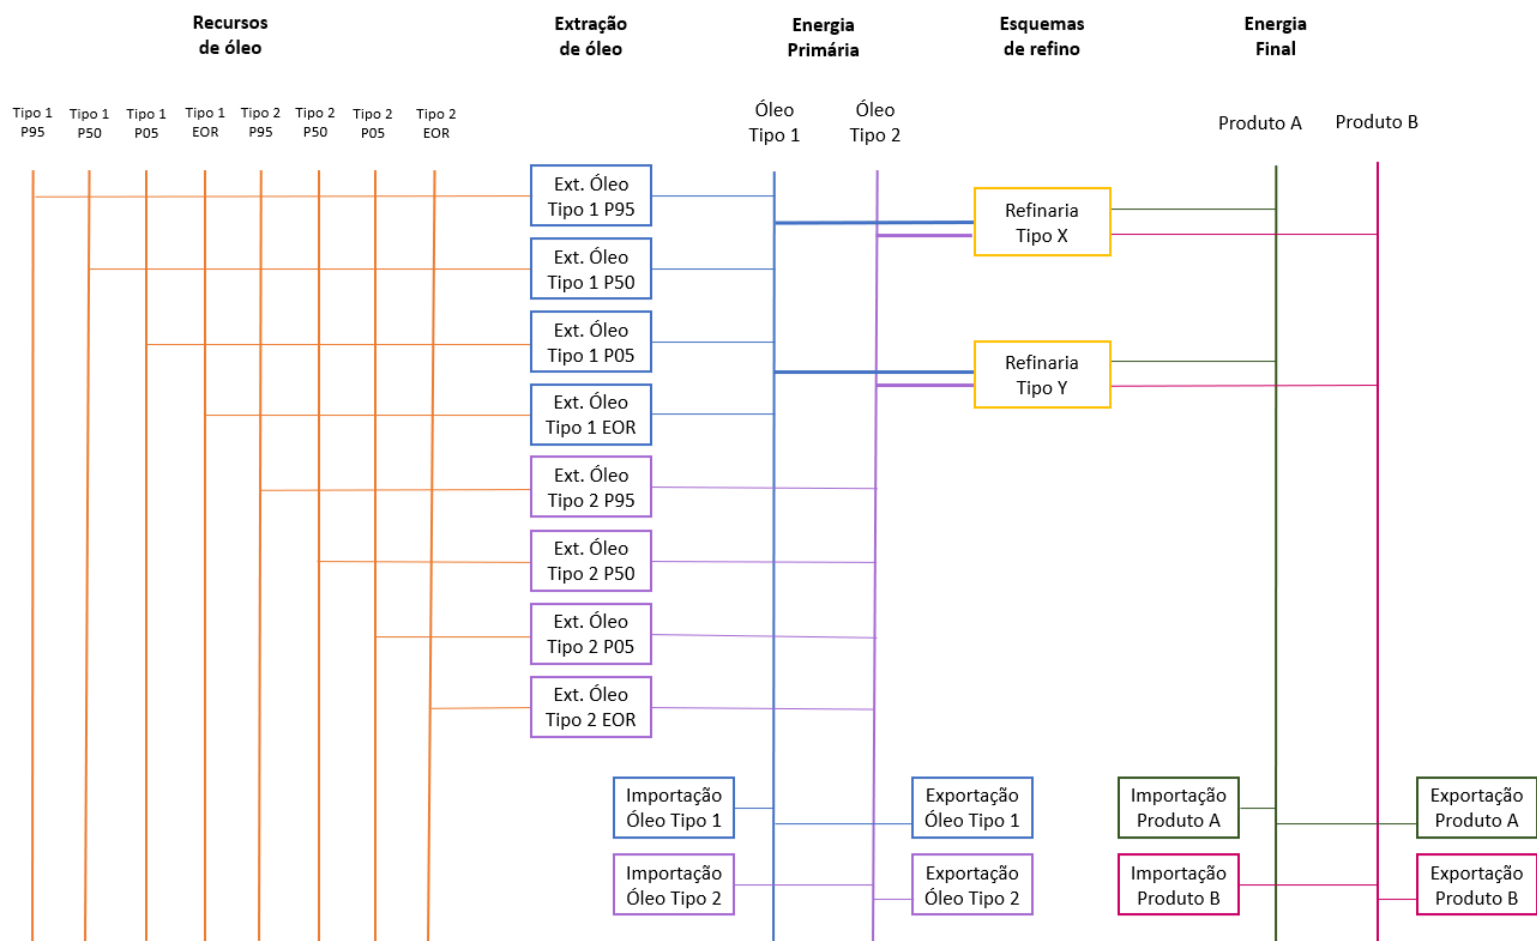 Recursos
de óleo
Extração
de óleo
Energia
Primária
Esquemas
de refino
Energia
Final
Tipo 1
P95
Tipo 1
P50
Tipo 1
P05
Tipo 1
EOR
Tipo 2
P95
Tipo 2
P50
Tipo 2
P05
Tipo 2
EOR
Óleo
Tipo 1
Óleo
Tipo 2
Produto A
Produto B
Ext. Óleo
Tipo 1 P95
Ext. Óleo
Tipo 1 P50
Ext. Óleo
Tipo 1 P05
Ext. Óleo
Tipo 1 EOR
Ext. Óleo
Tipo 2 P95
Ext. Óleo
Tipo 2 P50
Ext. Óleo
Tipo 2 P05
Ext. Óleo
Tipo 2 EOR
Refinaria
Tipo X
Refinaria
Tipo Y
Importação
Óleo Tipo 1
Exportação
Óleo Tipo 1
Importação
Produto A
Exportação
Produto A
Importação
Óleo Tipo 2
Exportação
Óleo Tipo 2
Importação
Produto B
Exportação
Produto B